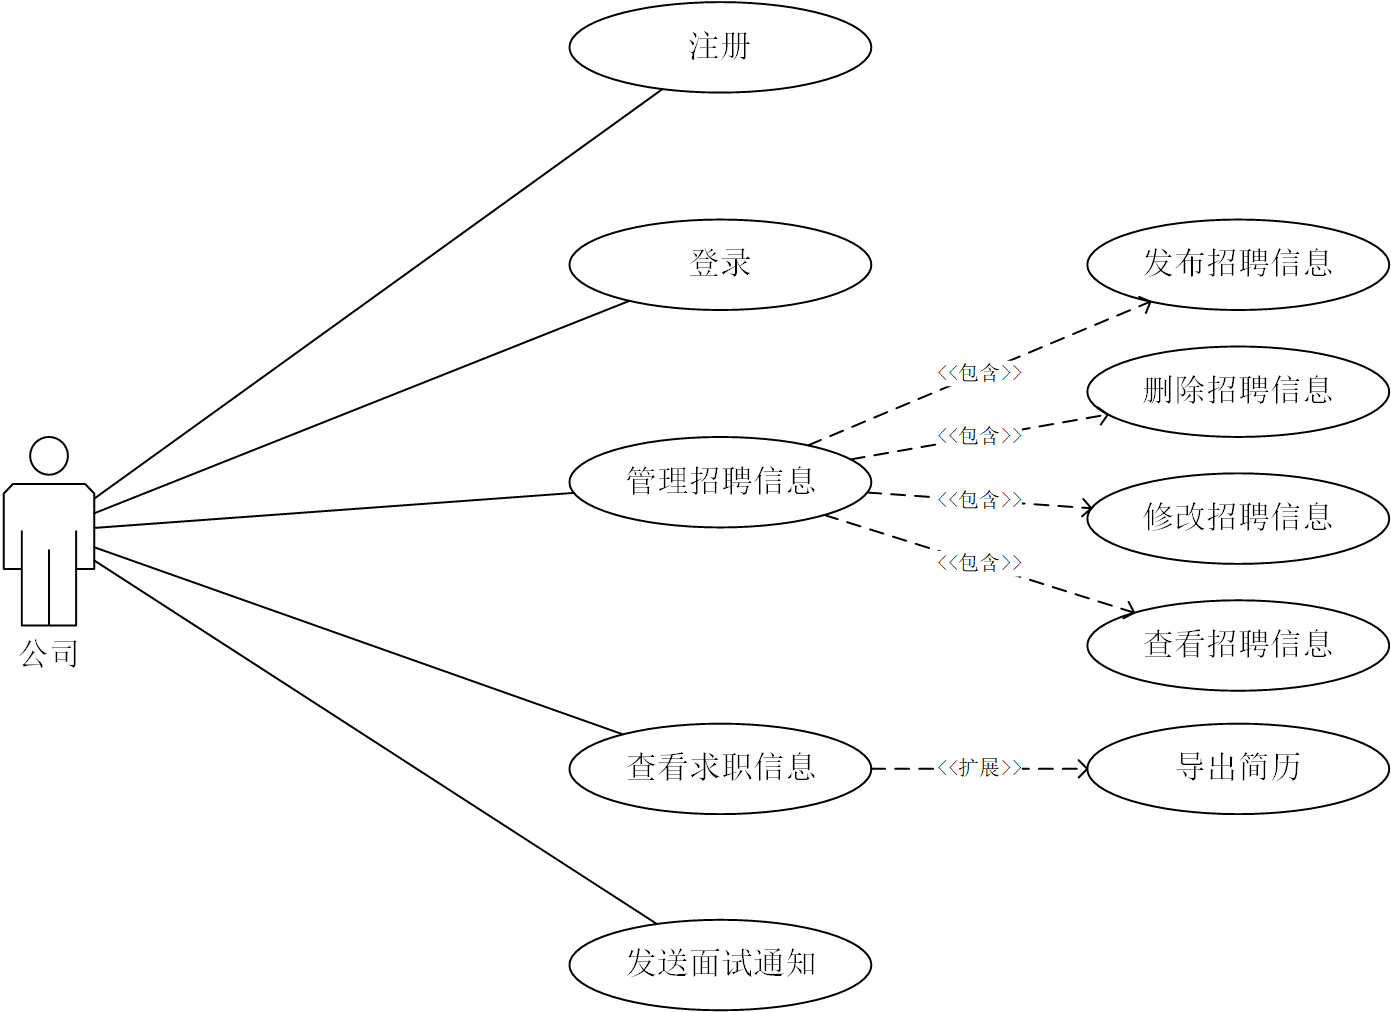 注册
登录
发布招聘信息
<<包含>>
删除招聘信息
<<包含>>
管理招聘信息
<<包含>>
修改招聘信息
<<包含>>
查看招聘信息
公司
查看求职信息
<<扩展>>
导出简历
发送面试通知